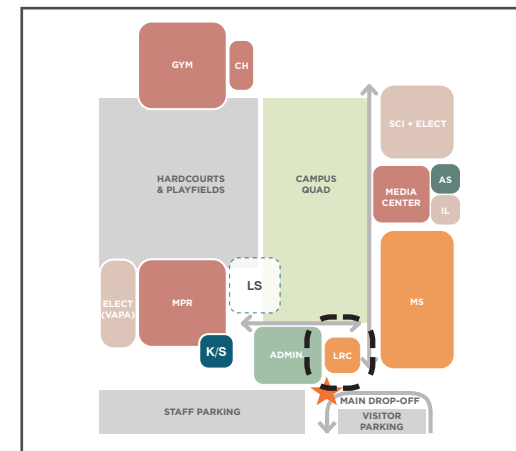 GYM
CH
SCI + ELECT
HARDCOURTS
& PLAYFIELDS
CAMPUS
QUAD
MEDIA
CENTER
AS
IL
LS
ELECT
(VAPA)
MPR
MS
K/S
ADMIN
LRC
STAFF PARKING
MAIN DROP-OFF
VISITOR
PARKING